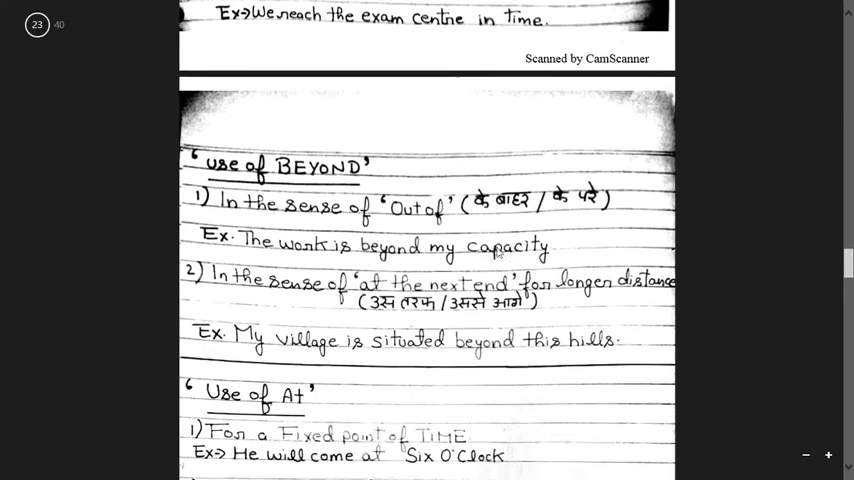 23 40
Ex→We reach the exam centre in Time.
Scanned by CamScanner
'Use of BEYOND'
1) In the sense of 'Out of' (के बाहर / के परे)
Ex. The work is beyond my capacity
2) In the sense of 'at the next end' for longer distance
(उस तरफ / उससे आगे)
Ex. My village is situated beyond this hills.
'Use of At'
1) For a Fixed point of TIME
Ex→ He will come at Six O'Clock